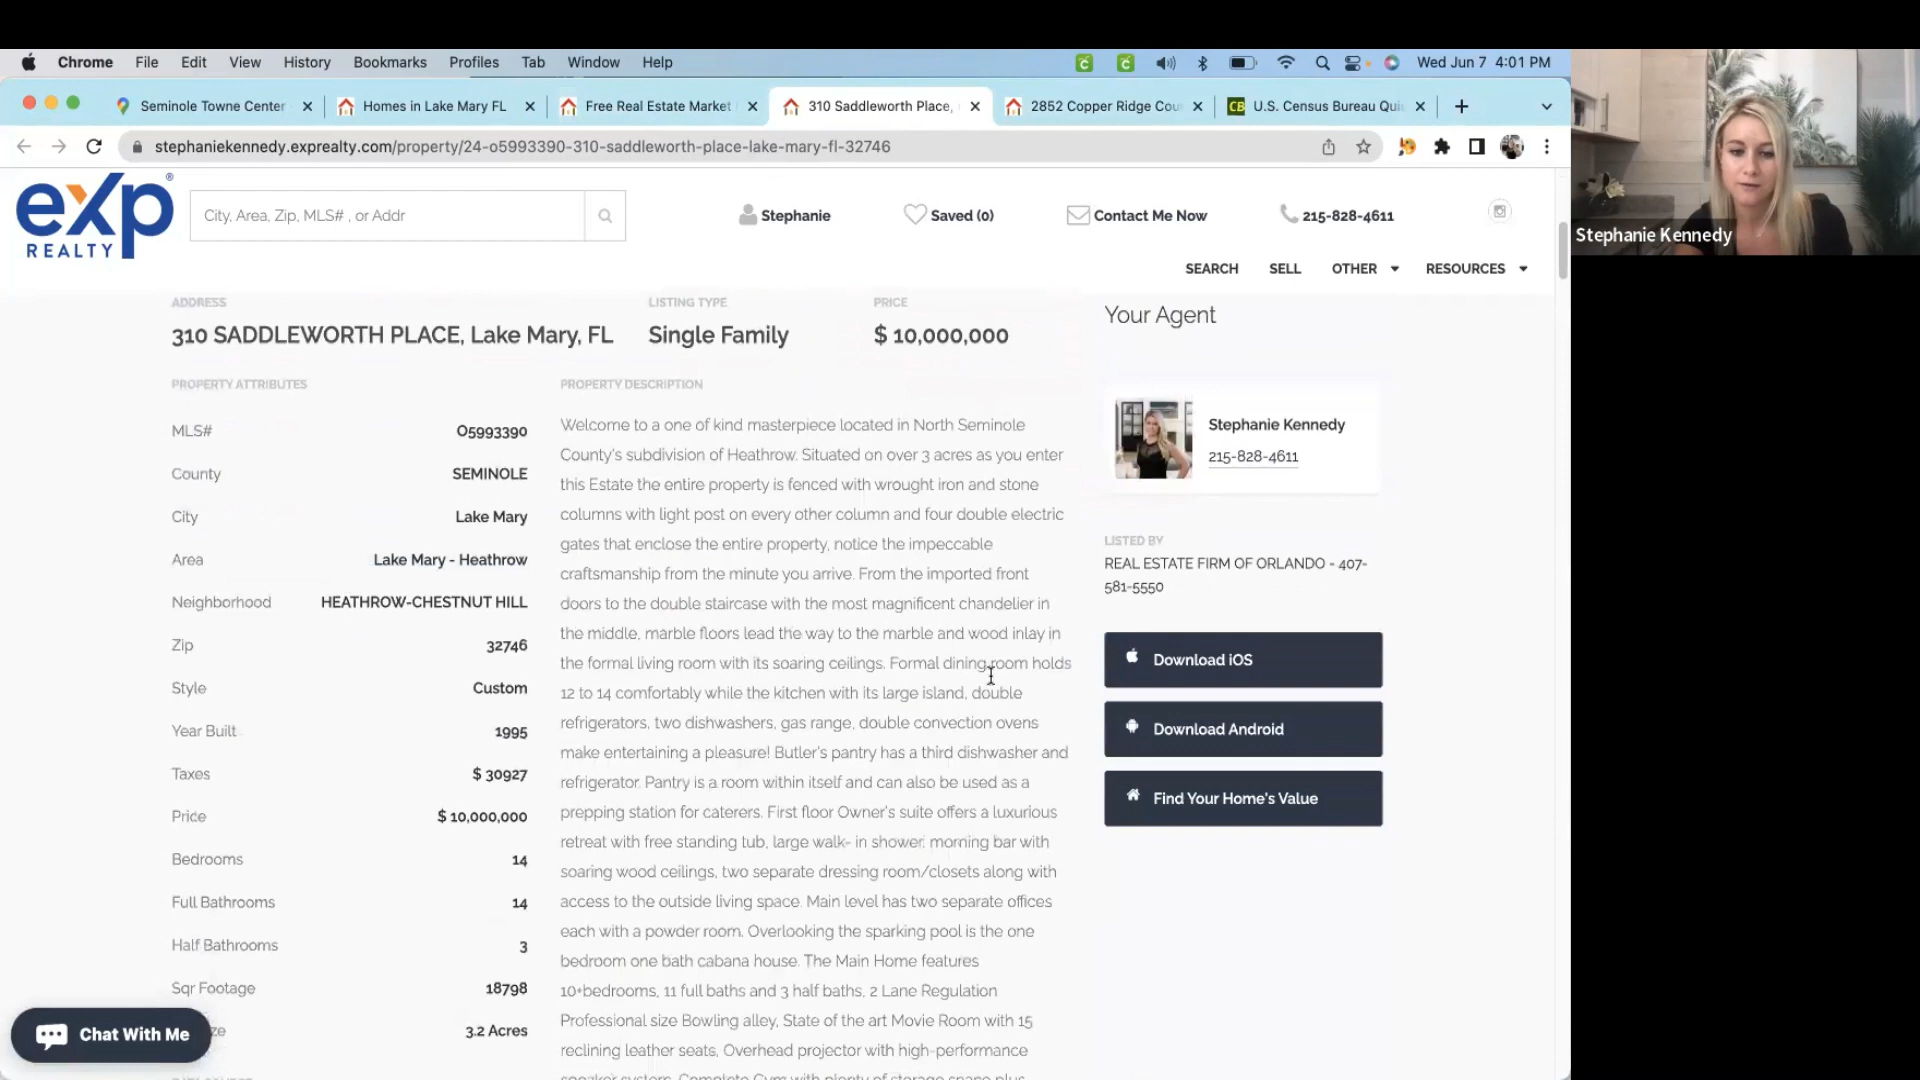 Chrome File Edit View History Bookmarks Profiles Tab Window Help Wed Jun 7 4:01 PM
Seminole Towne Center Homes in Lake Mary FL Free Real Estate Market 310 Saddleworth Place, 2852 Copper Ridge Cou U.S. Census Bureau Qui
stephaniekennedy.exprealty.com/property/24-o5993390-310-saddleworth-place-lake-mary-fl-32746
exp REALTY
City, Area, Zip, MLS# , or Addr
Stephanie Saved (0) Contact Me Now 215-828-4611
SEARCH SELL OTHER RESOURCES
Stephanie Kennedy
ADDRESS LISTING TYPE PRICE
310 SADDLEWORTH PLACE, Lake Mary, FL Single Family $ 10,000,000
PROPERTY ATTRIBUTES
MLS# O5993390
County SEMINOLE
City Lake Mary
Area Lake Mary - Heathrow
Neighborhood HEATHROW-CHESTNUT HILL
Zip 32746
Style Custom
Year Built 1995
Taxes $ 30927
Price $ 10,000,000
Bedrooms 14
Full Bathrooms 14
Half Bathrooms 3
Sqr Footage 18798
3.2 Acres
Chat With Me
PROPERTY DESCRIPTION
Welcome to a one of kind masterpiece located in North Seminole
County's subdivision of Heathrow. Situated on over 3 acres as you enter
this Estate the entire property is fenced with wrought iron and stone
columns with light post on every other column and four double electric
gates that enclose the entire property, notice the impeccable
craftsmanship from the minute you arrive. From the imported front
doors to the double staircase with the most magnificent chandelier in
the middle, marble floors lead the way to the marble and wood inlay in
the formal living room with its soaring ceilings. Formal dining room holds
12 to 14 comfortably while the kitchen with its large island, double
refrigerators, two dishwashers, gas range, double convection ovens
make entertaining a pleasure! Butler's pantry has a third dishwasher and
refrigerator. Pantry is a room within itself and can also be used as a
prepping station for caterers. First floor Owner's suite offers a luxurious
retreat with free standing tub, large walk- in shower, morning bar with
soaring wood ceilings, two separate dressing room/closets along with
access to the outside living space. Main level has two separate offices
each with a powder room. Overlooking the sparking pool is the one
bedroom one bath cabana house. The Main Home features
10+bedrooms, 11 full baths and 3 half baths, 2 Lane Regulation
Professional size Bowling alley, State of the art Movie Room with 15
reclining leather seats, Overhead projector with high-performance
speaker system, Complete Gym with plenty of storage space plus
Your Agent
Stephanie Kennedy
215-828-4611
LISTED BY
REAL ESTATE FIRM OF ORLANDO - 407-
581-5550
Download iOS
Download Android
Find Your Home's Value